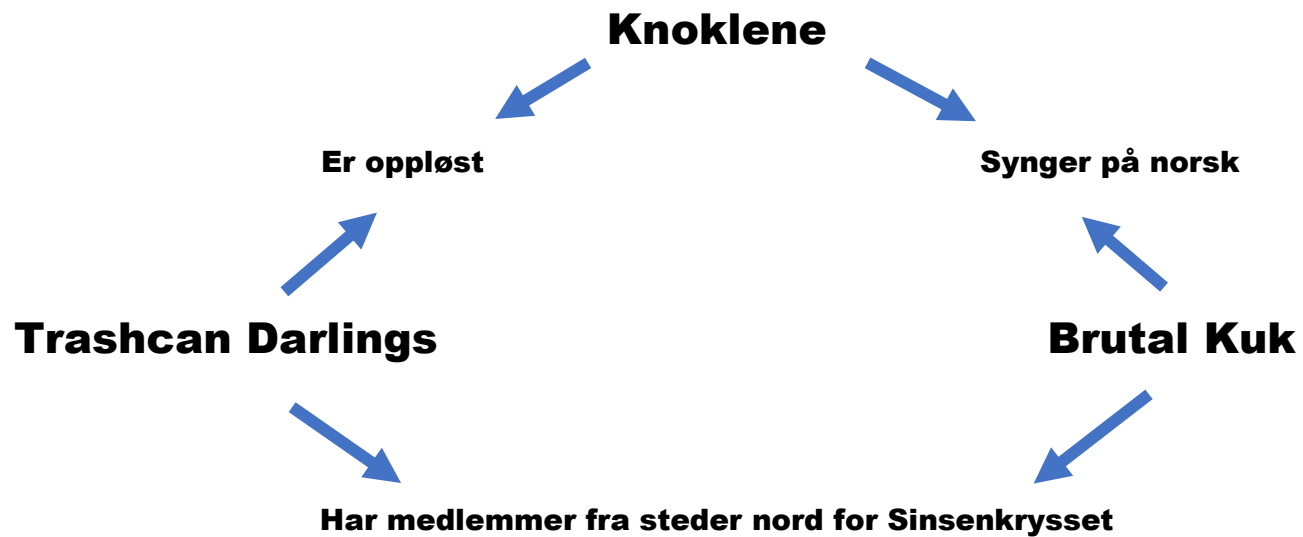 Knoklene
Er oppløst
Synger på norsk
Trashcan Darlings
Brutal Kuk
Har medlemmer fra steder nord for Sinsenkrysset